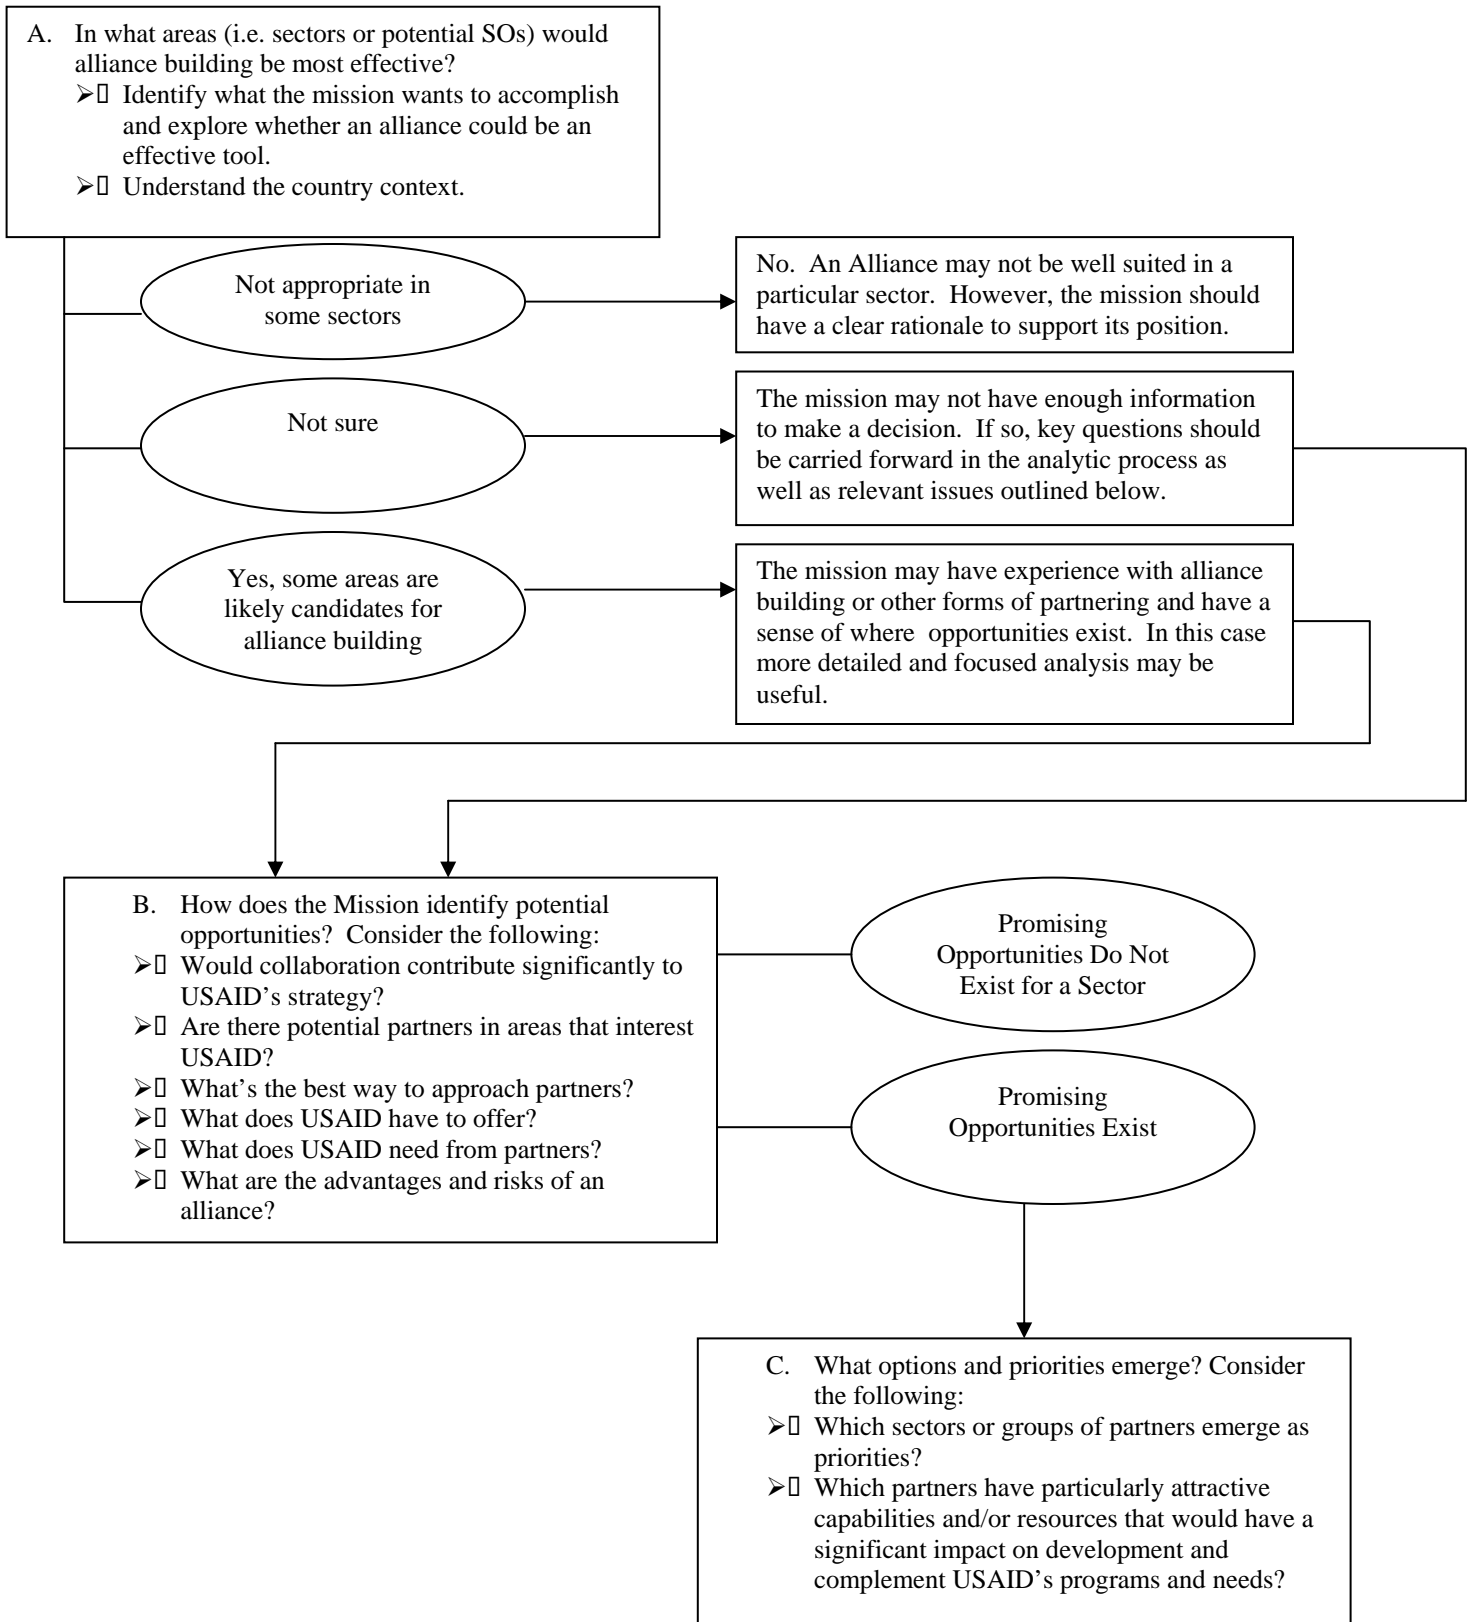 A. In what areas (i.e. sectors or potential SOs) would
alliance building be most effective?
➢ Identify what the mission wants to accomplish
and explore whether an alliance could be an
effective tool.
➢ Understand the country context.
Not appropriate in
some sectors
No. An Alliance may not be well suited in a
particular sector. However, the mission should
have a clear rationale to support its position.
Not sure
The mission may not have enough information
to make a decision. If so, key questions should
be carried forward in the analytic process as
well as relevant issues outlined below.
Yes, some areas are
likely candidates for
alliance building
The mission may have experience with alliance
building or other forms of partnering and have a
sense of where opportunities exist. In this case
more detailed and focused analysis may be
useful.
B. How does the Mission identify potential
opportunities? Consider the following:
➢ Would collaboration contribute significantly to
USAID’s strategy?
➢ Are there potential partners in areas that interest
USAID?
➢ What’s the best way to approach partners?
➢ What does USAID have to offer?
➢ What does USAID need from partners?
➢ What are the advantages and risks of an
alliance?
Promising
Opportunities Do Not
Exist for a Sector
Promising
Opportunities Exist
C. What options and priorities emerge? Consider
the following:
➢ Which sectors or groups of partners emerge as
priorities?
➢ Which partners have particularly attractive
capabilities and/or resources that would have a
significant impact on development and
complement USAID’s programs and needs?